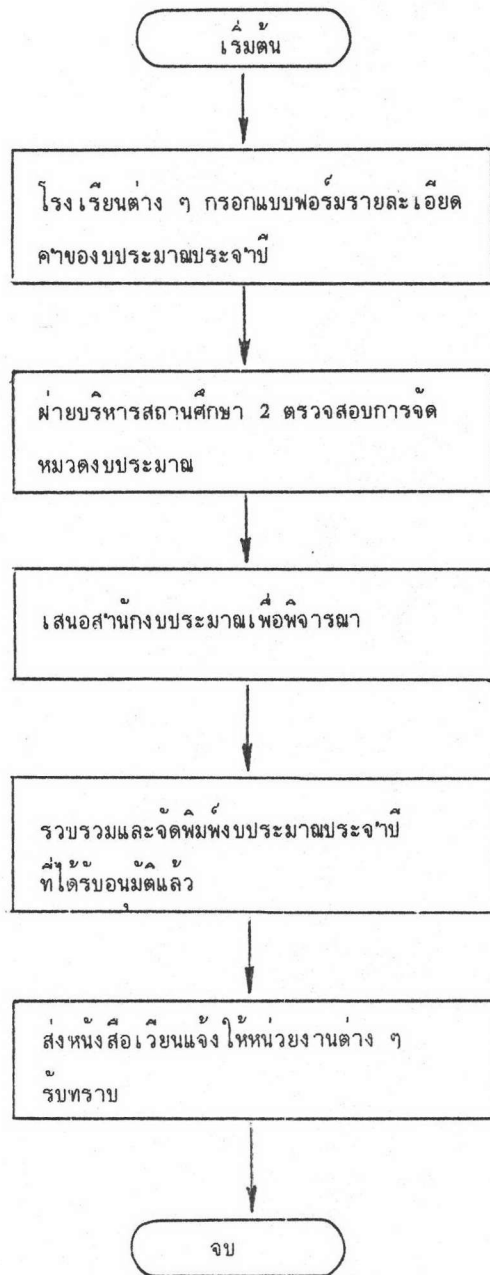 เริ่มต้น
โรงเรียนต่าง ๆ กรอกแบบฟอร์มรายละเอียด
คำของบประมาณประจำปี
ฝ่ายบริหารสถานศึกษา 2 ตรวจสอบการจัด
หมวดงบประมาณ
เสนอสำนักงบประมาณเพื่อพิจารณา
รวบรวมและจัดพิมพ์งบประมาณประจำปี
ที่ได้รับอนุมัติแล้ว
ส่งหนังสือเวียนแจ้งให้หน่วยงานต่าง ๆ
รับทราบ
จบ